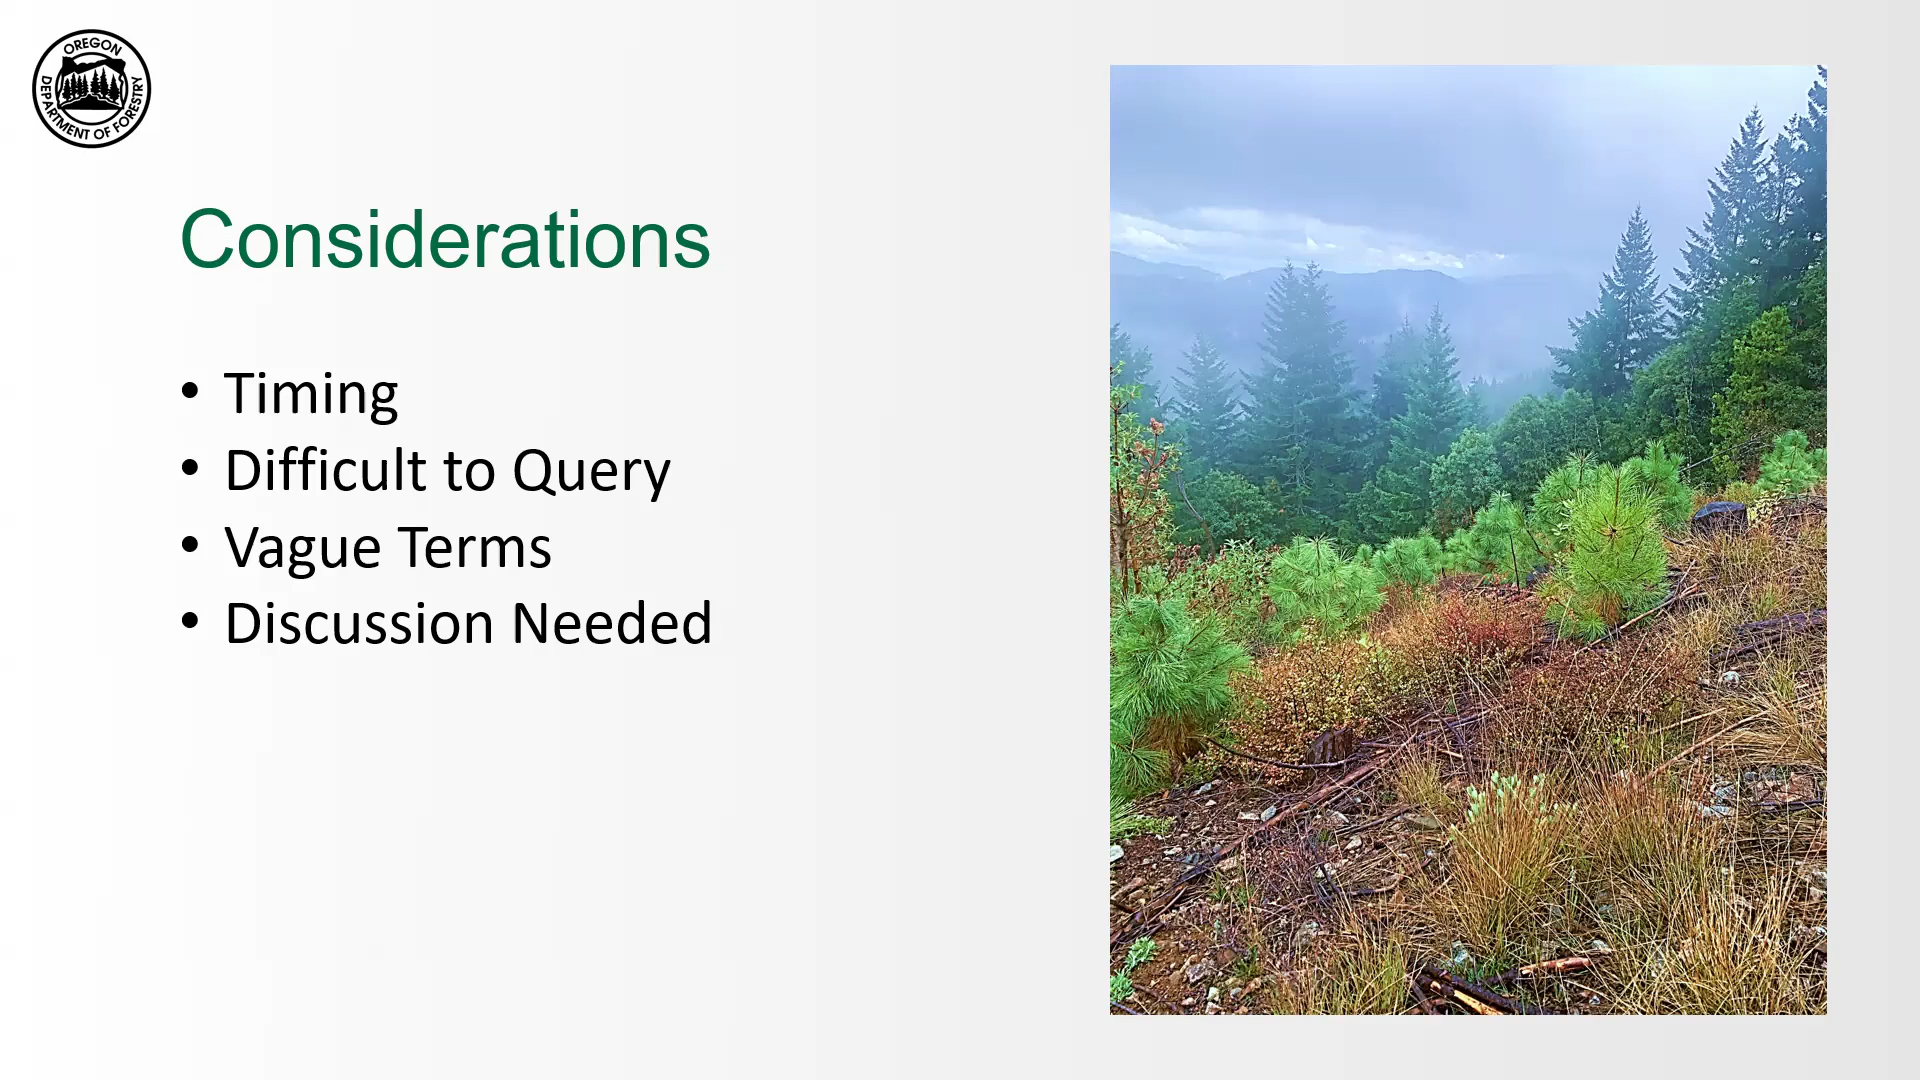 OREGON
DEPARTMENT OF FORESTRY
Considerations
• Timing
• Difficult to Query
• Vague Terms
• Discussion Needed